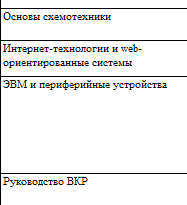 Основы схемотехники
Интернет-технологии и web-
ориентированные системы
ЭВМ и периферийные устройства
Руководство ВКР